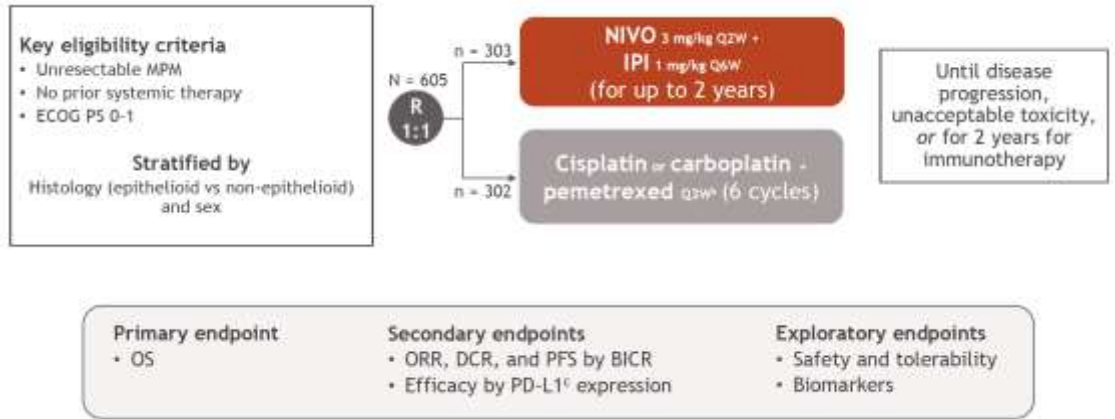 Key eligibility criteria
• Unresectable MPM
• No prior systemic therapy
• ECOG PS 0-1
Stratified by
Histology (epithelioid vs non-epithelioid)
and sex
N = 605
R
1:1
n = 303
n = 302
NIVO 3 mg/kg Q2W +
IPI 1 mg/kg Q6W
(for up to 2 years)
Cisplatin or carboplatin -
pemetrexed Q3Wᵇ (6 cycles)
Until disease
progression,
unacceptable toxicity,
or for 2 years for
immunotherapy
Primary endpoint
• OS
Secondary endpoints
• ORR, DCR, and PFS by BICR
• Efficacy by PD-L1ᶜ expression
Exploratory endpoints
• Safety and tolerability
• Biomarkers